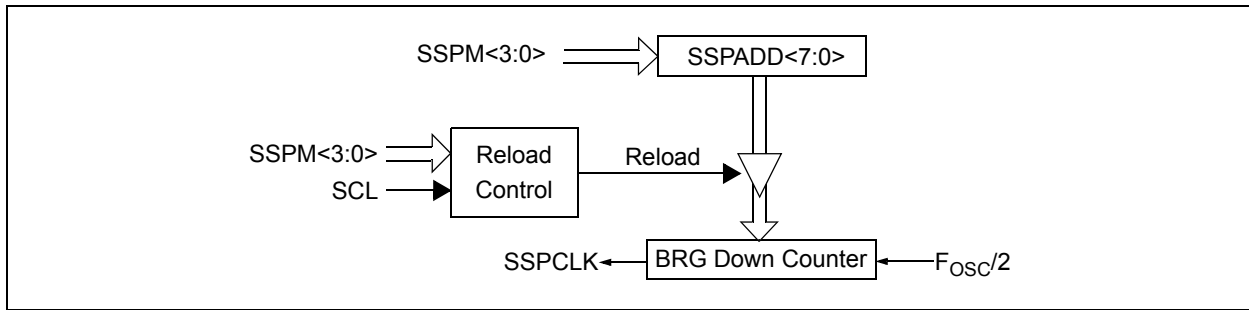 SSPM<3:0>
SSPADD<7:0>
SSPM<3:0>
SCL
Reload
Control
Reload
SSPCLK
BRG Down Counter
FOSC/2